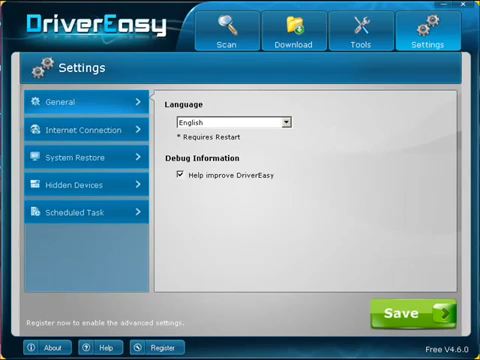 DriverEasy
Scan
Download
Tools
Settings
Settings
General
Internet Connection
System Restore
Hidden Devices
Scheduled Task
Language
English
* Requires Restart
Debug Information
Help improve DriverEasy
Register now to enable the advanced settings.
Save
About
Help
Register
Free V4.6.0